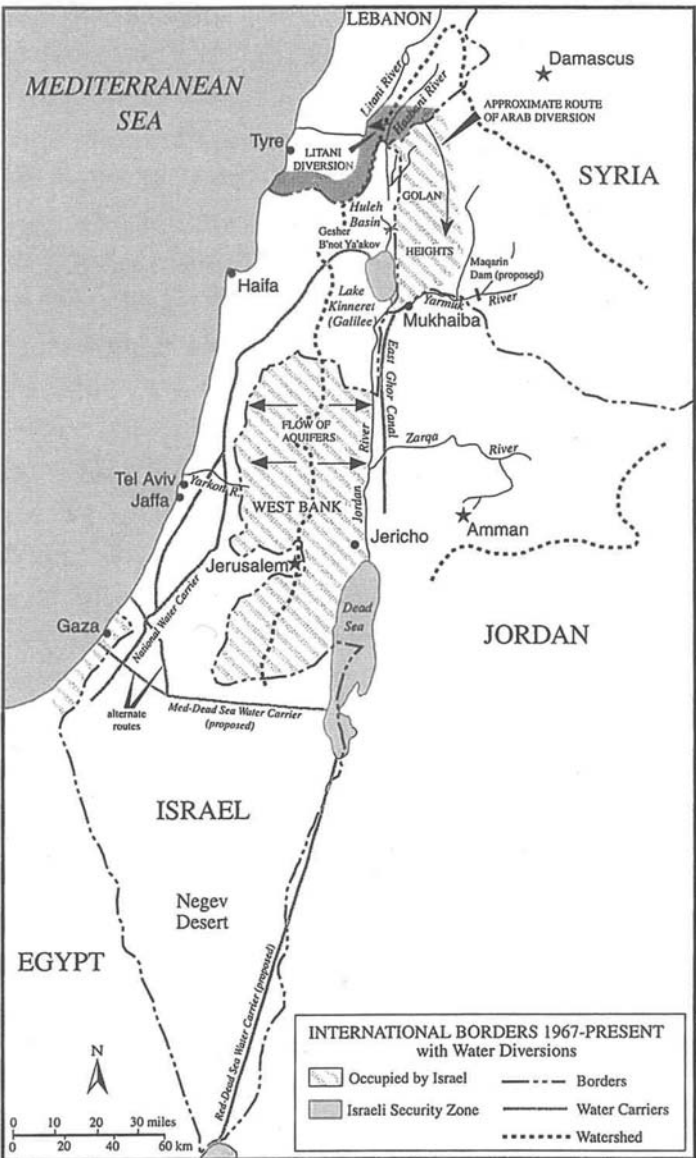 LEBANON
MEDITERRANEAN
SEA
Litani River
Hasbani River
Damascus
APPROXIMATE ROUTE
OF ARAB DIVERSION
Tyre
LITANI
DIVERSION
SYRIA
GOLAN
HEIGHTS
Huleh
Basin
Gesher
B'not Ya'akov
Maqarin
Dam (proposed)
Haifa
Lake
Kinneret
(Galilee)
Yarmuk
River
Mukhaiba
East Ghor Canal
FLOW OF
AQUIFERS
Jordan River
Zarqa
River
Tel Aviv
Jaffa
Yarkon R.
WEST BANK
Amman
Jericho
Jerusalem
National Water Carrier
Dead
Sea
Gaza
JORDAN
alternate
routes
Med-Dead Sea Water Carrier
(proposed)
ISRAEL
Negev
Desert
EGYPT
Red-Dead Sea Water Carrier (proposed)
N
0 10 20 30 miles
0 20 40 60 km
INTERNATIONAL BORDERS 1967-PRESENT
with Water Diversions
Occupied by Israel
Borders
Israeli Security Zone
Water Carriers
Watershed